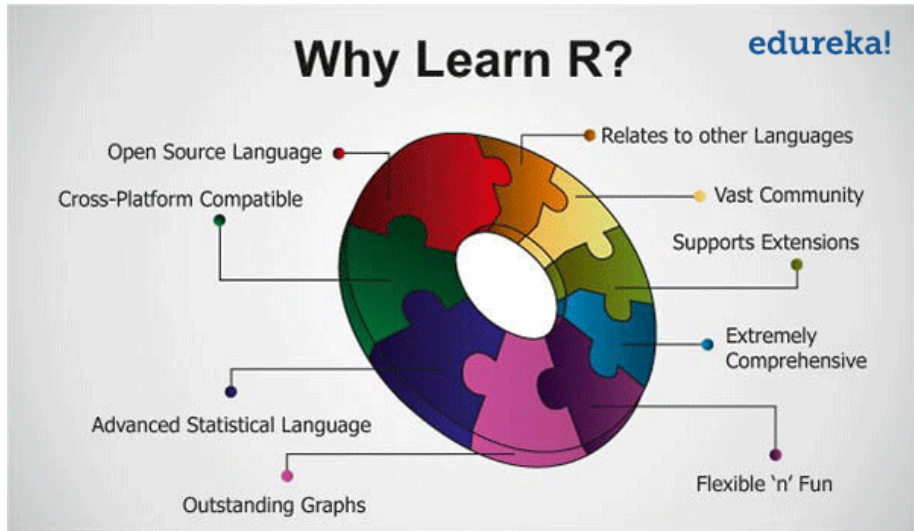 Why Learn R?
edureka!
Open Source Language
Relates to other Languages
Cross-Platform Compatible
Vast Community
Supports Extensions
Extremely
Comprehensive
Advanced Statistical Language
Flexible ‘n’ Fun
Outstanding Graphs